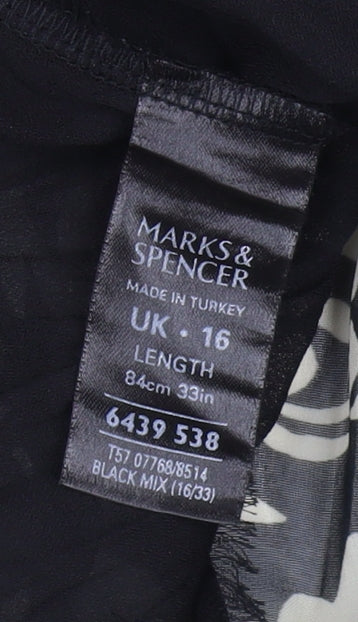 MARKS &
SPENCER
MADE IN TURKEY
UK • 16
LENGTH
84cm 33in
6439 538
T57 07768/8514
BLACK MIX (16/33)